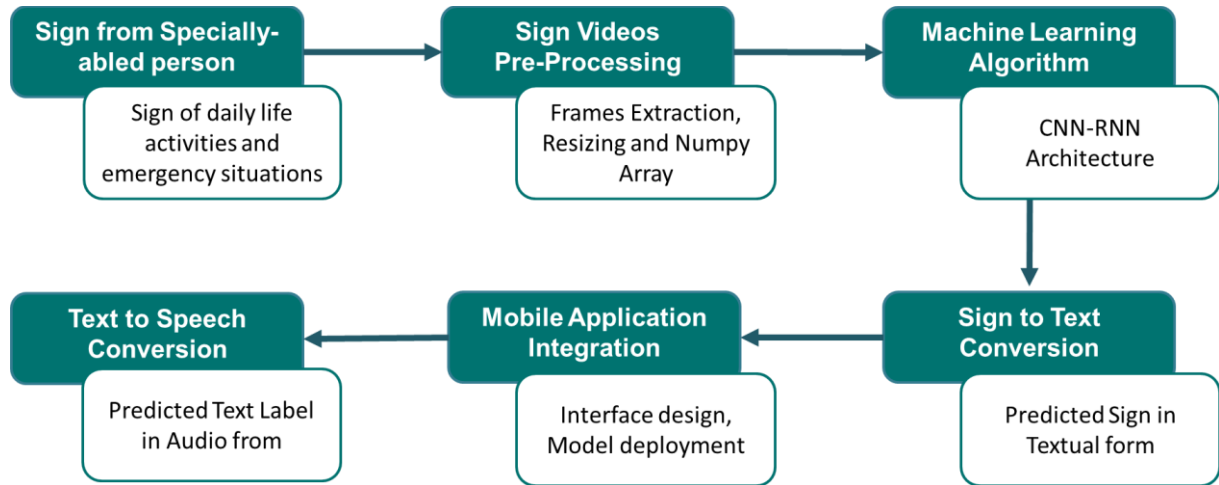 Sign from Specially-
abled person
Sign of daily life
activities and
emergency situations
Sign Videos
Pre-Processing
Frames Extraction,
Resizing and Numpy
Array
Machine Learning
Algorithm
CNN-RNN
Architecture
Sign to Text
Conversion
Predicted Sign in
Textual form
Mobile Application
Integration
Interface design,
Model deployment
Text to Speech
Conversion
Predicted Text Label
in Audio from